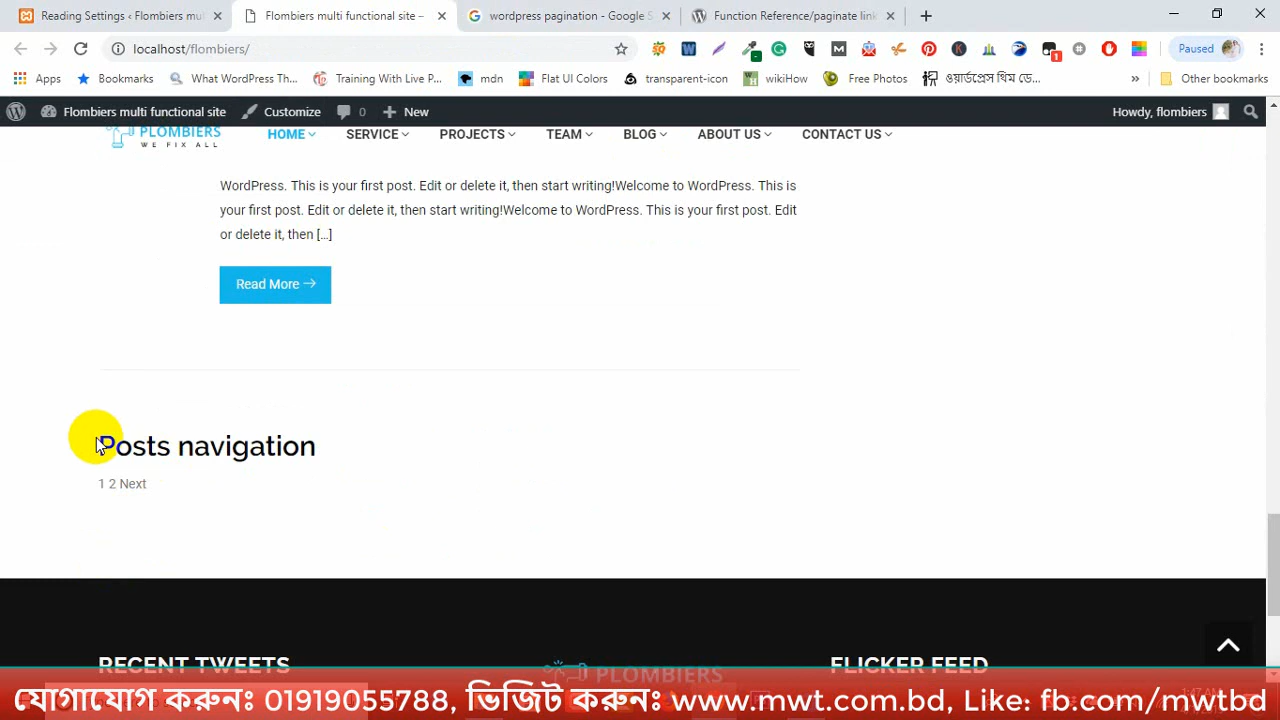 Reading Settings ‹ Flombiers mu
Flombiers multi functional site –
wordpress pagination - Google S
Function Reference/paginate link
localhost/flombiers/
Paused
Apps
Bookmarks
What WordPress Th...
Training With Live P...
mdn
Flat UI Colors
transparent-ico
wikiHow
Free Photos
ওয়ার্ডপ্রেস থিম ডে...
Other bookmarks
Flombiers multi functional site
Customize
0
New
Howdy, flombiers
PLOMBIERS
WE FIX ALL
HOME
SERVICE
PROJECTS
TEAM
BLOG
ABOUT US
CONTACT US
WordPress. This is your first post. Edit or delete it, then start writing!Welcome to WordPress. This is
your first post. Edit or delete it, then start writing!Welcome to WordPress. This is your first post. Edit
or delete it, then […]
Read More
Posts navigation
1 2 Next
RECENT TWEETS
PLOMBIERS
FLICKER FEED
যোগাযোগ করুনঃ 01919055788, ভিজিট করুনঃ www.mwt.com.bd, Like: fb.com/mwtbd